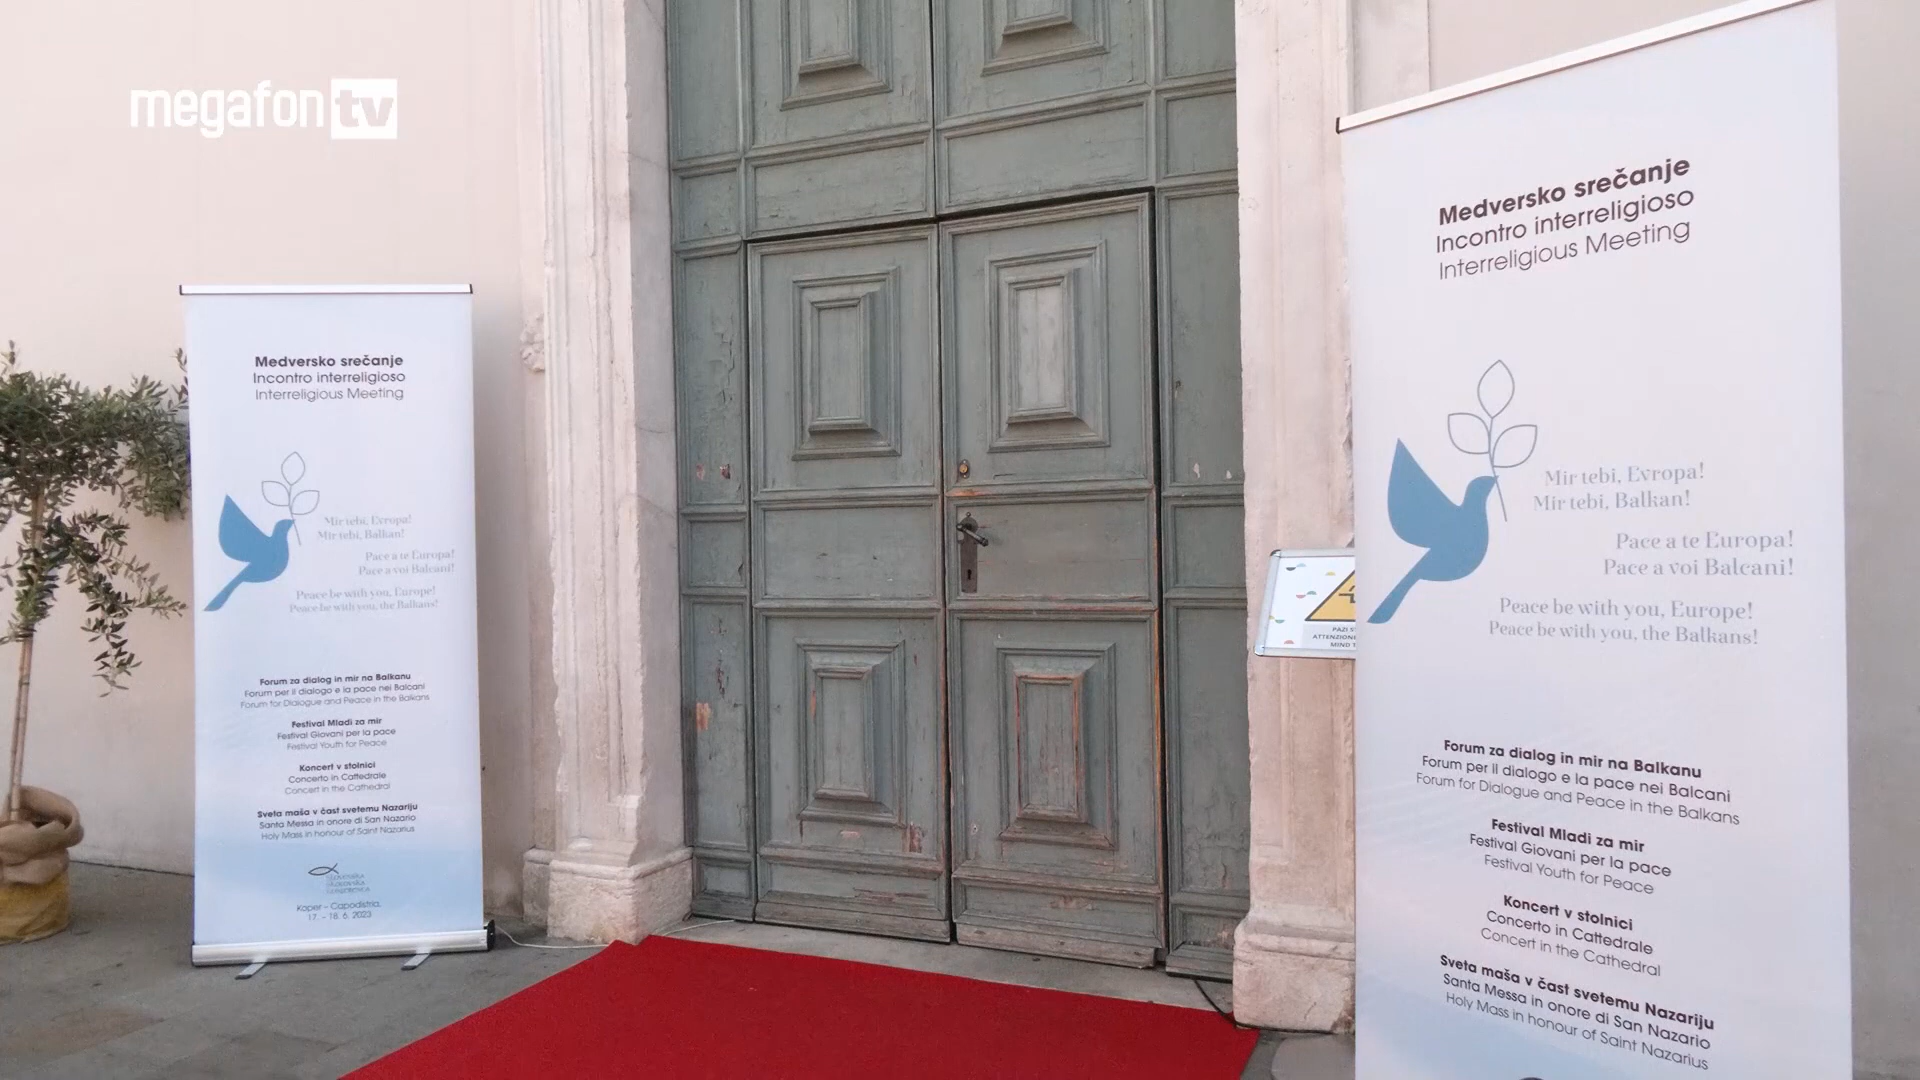 megafon tv
Medversko srečanje
Incontro interreligioso
Interreligious Meeting
Mir tebi, Evropa!
Mir tebi, Balkan!
Pace a te Europa!
Pace a voi Balcani!
Peace be with you, Europe!
Peace be with you, the Balkans!
Forum za dialog in mir na Balkanu
Forum per il dialogo e la pace nei Balcani
Forum for Dialogue and Peace in the Balkans
Festival Mladi za mir
Festival Giovani per la pace
Festival Youth for Peace
Koncert v stolnici
Concerto in Cattedrale
Concert in the Cathedral
Sveta maša v čast svetemu Nazariju
Santa Messa in onore di San Nazario
Holy Mass in honour of Saint Nazarius
Koper – Capodistria,
17. – 18. 6. 2023
PAZI
ATTENZIONE
MIND
Medversko srečanje
Incontro interreligioso
Interreligious Meeting
Mir tebi, Evropa!
Mir tebi, Balkan!
Pace a te Europa!
Pace a voi Balcani!
Peace be with you, Europe!
Peace be with you, the Balkans!
Forum za dialog in mir na Balkanu
Forum per il dialogo e la pace nei Balcani
Forum for Dialogue and Peace in the Balkans
Festival Mladi za mir
Festival Giovani per la pace
Festival Youth for Peace
Koncert v stolnici
Concerto in Cattedrale
Concert in the Cathedral
Sveta maša v čast svetemu Nazariju
Santa Messa in onore di San Nazario
Holy Mass in honour of Saint Nazarius